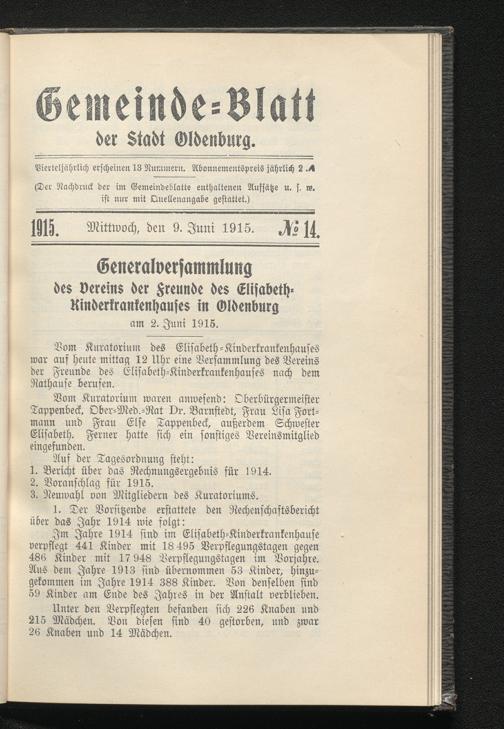 Gemeinde-Blatt
der Stadt Oldenburg.
Vierteljährlich erscheinen 13 Nummern. Abonnementspreis jährlich 2 ℳ
(Der Nachdruck der im Gemeindeblatte enthaltenen Aufsätze u. s. w.
ist nur mit Quellenangabe gestattet.)
1915. Mittwoch, den 9. Juni 1915. № 14.
Generalversammlung
des Vereins der Freunde des Elisabeth-
Kinderkrankenhauses in Oldenburg
am 2. Juni 1915.
Vom Kuratorium des Elisabeth-Kinderkrankenhauses
war auf heute mittag 12 Uhr eine Versammlung des Vereins
der Freunde des Elisabeth-Kinderkrankenhauses nach dem
Rathause berufen.
Vom Kuratorium waren anwesend: Oberbürgermeister
Tappenbeck, Ober-Med.-Rat Dr. Barnstedt, Frau Lisa Fort-
mann und Frau Else Tappenbeck, außerdem Schwester
Elisabeth. Ferner hatte sich ein sonstiges Vereinsmitglied
eingefunden.
Auf der Tagesordnung steht:
1. Bericht über das Rechnungsergebnis für 1914.
2. Voranschlag für 1915.
3. Neuwahl von Mitgliedern des Kuratoriums.
1. Der Vorsitzende erstattete den Rechenschaftsbericht
über das Jahr 1914 wie folgt:
Im Jahre 1914 sind im Elisabeth-Kinderkrankenhause
verpflegt 441 Kinder mit 18 495 Verpflegungstagen gegen
486 Kinder mit 17 948 Verpflegungstagen im Vorjahre.
Aus dem Jahre 1913 sind übernommen 53 Kinder, hinzu-
gekommen im Jahre 1914 388 Kinder. Von denselben sind
59 Kinder am Ende des Jahres in der Anstalt verblieben.
Unter den Verpflegten befanden sich 226 Knaben und
215 Mädchen. Von diesen sind 40 gestorben, und zwar
26 Knaben und 14 Mädchen.